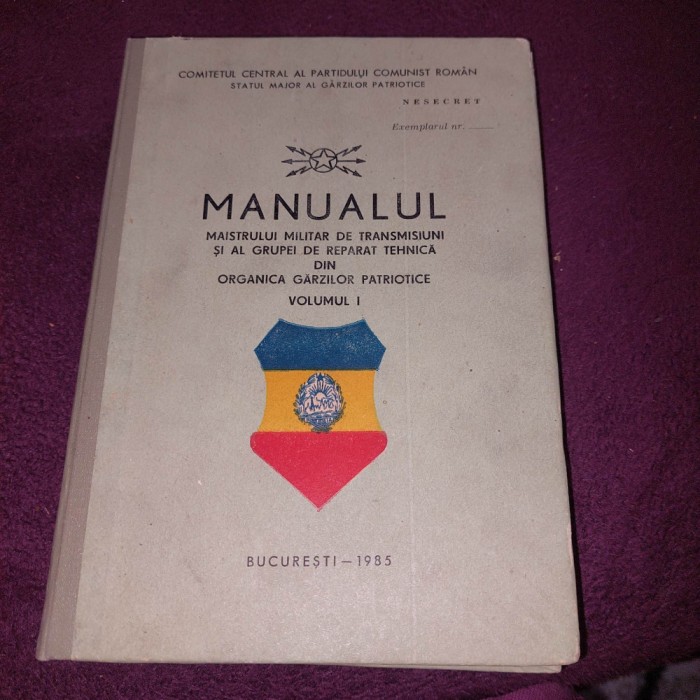 COMITETUL CENTRAL AL PARTIDULUI COMUNIST ROMÂN
STATUL MAJOR AL GĂRZILOR PATRIOTICE
NESECRET
Exemplarul nr. ____
MANUALUL
MAISTRULUI MILITAR DE TRANSMISIUNI
ȘI AL GRUPEI DE REPARAT TEHNICĂ
DIN
ORGANICA GĂRZILOR PATRIOTICE
VOLUMUL I
BUCUREȘTI — 1985